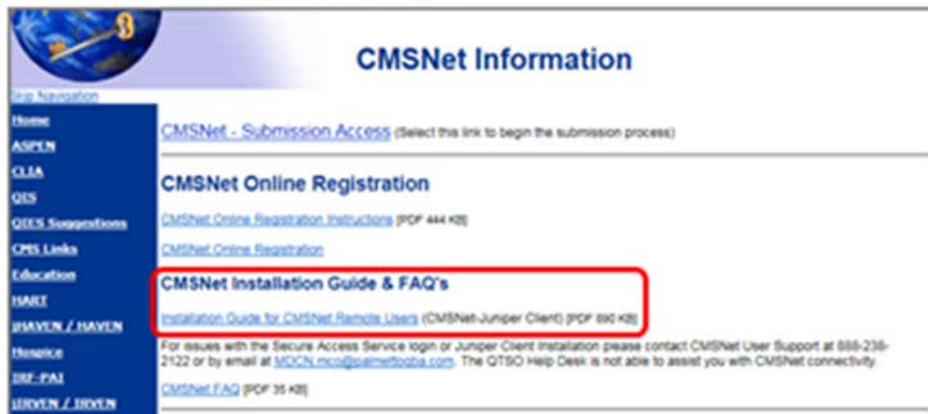 CMSNet Information
Skip Navigation
Home
ASPEN
CLIA
QIES
QIES Suggestions
CMS Links
Education
HART
jHAVEN / HAVEN
Hospice
IRF-PAI
jIRVEN / IRVEN
CMSNet - Submission Access (Select this link to begin the submission process)
CMSNet Online Registration
CMSNet Online Registration Instructions [PDF 444 KB]
CMSNet Online Registration
CMSNet Installation Guide & FAQ's
Installation Guide for CMSNet Remote Users (CMSNet-Juniper Client) [PDF 890 KB]
For issues with the Secure Access Service login or Juniper Client Installation please contact CMSNet User Support at 888-238-
2122 or by email at MDCN.mco@palmettogba.com. The QTSO Help Desk is not able to assist you with CMSNet connectivity.
CMSNet FAQ [PDF 35 KB]